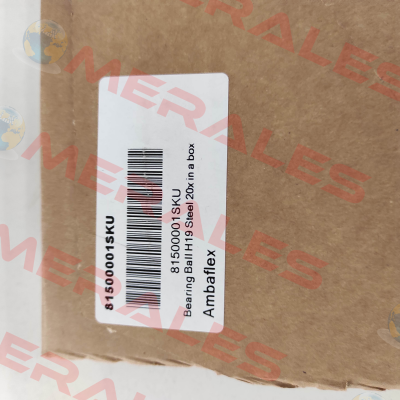 81500001SKU
81500001SKU
Bearing Ball H19 Steel 20x in a box
Ambaflex
MERALES
MERALES
MERALES